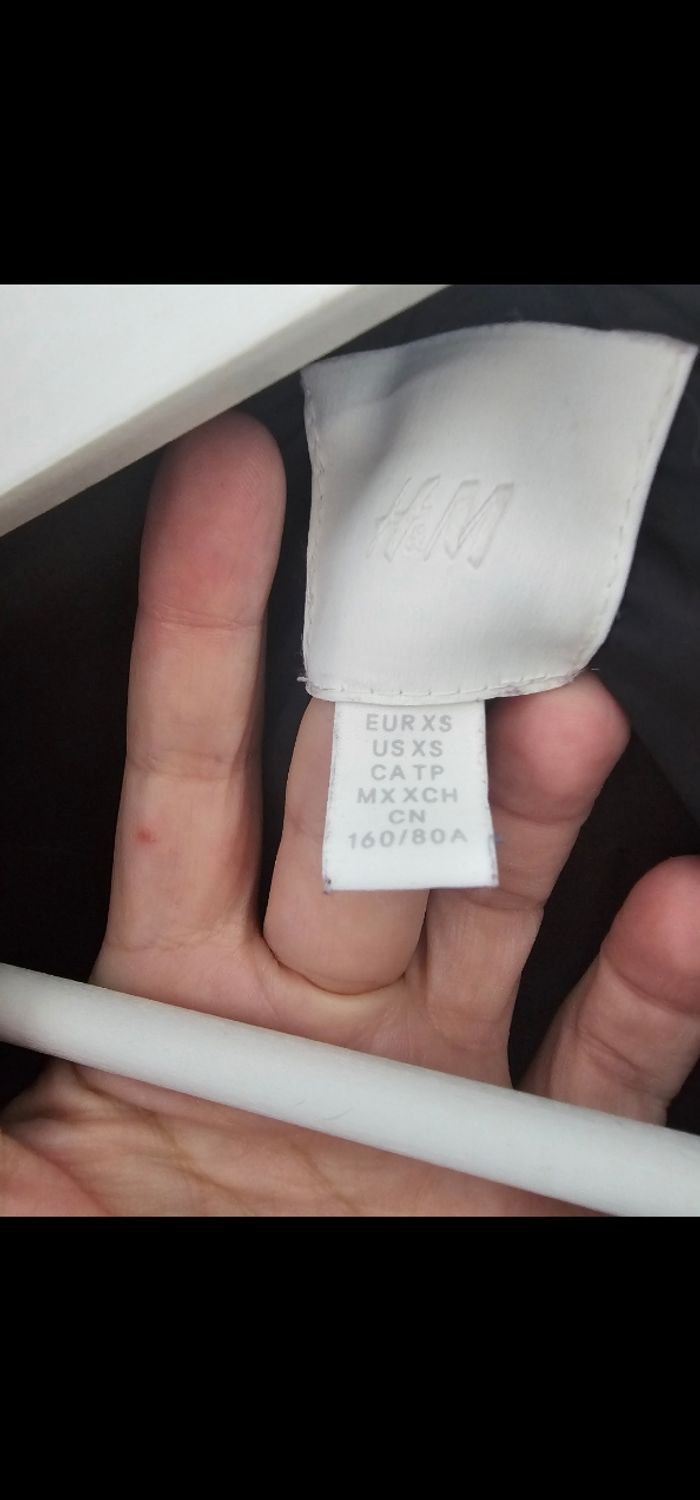 H&M
EUR XS
US XS
CA TP
MX XCH
CN
160/80A